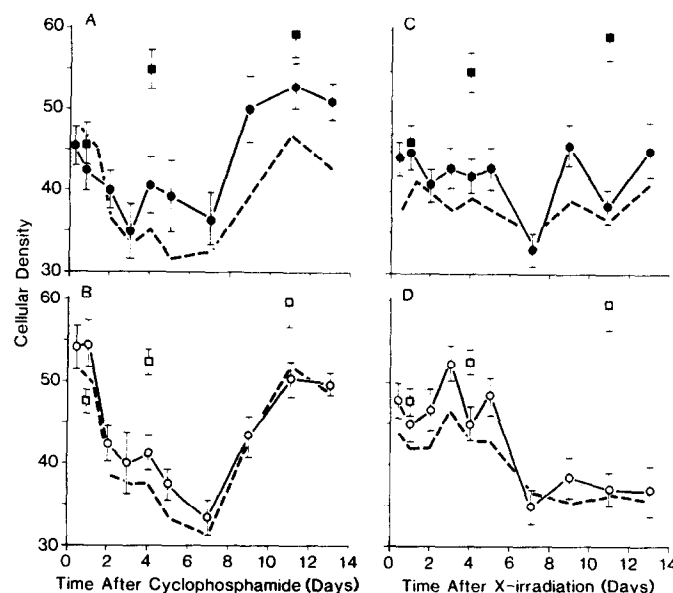 A
C
60
50
40
30
B
D
60
50
40
30
Cellular Density
0 2 4 6 8 10 12 14
0 2 4 6 8 10 12 14
Time After Cyclophosphamide (Days)
Time After X-irradiation (Days)